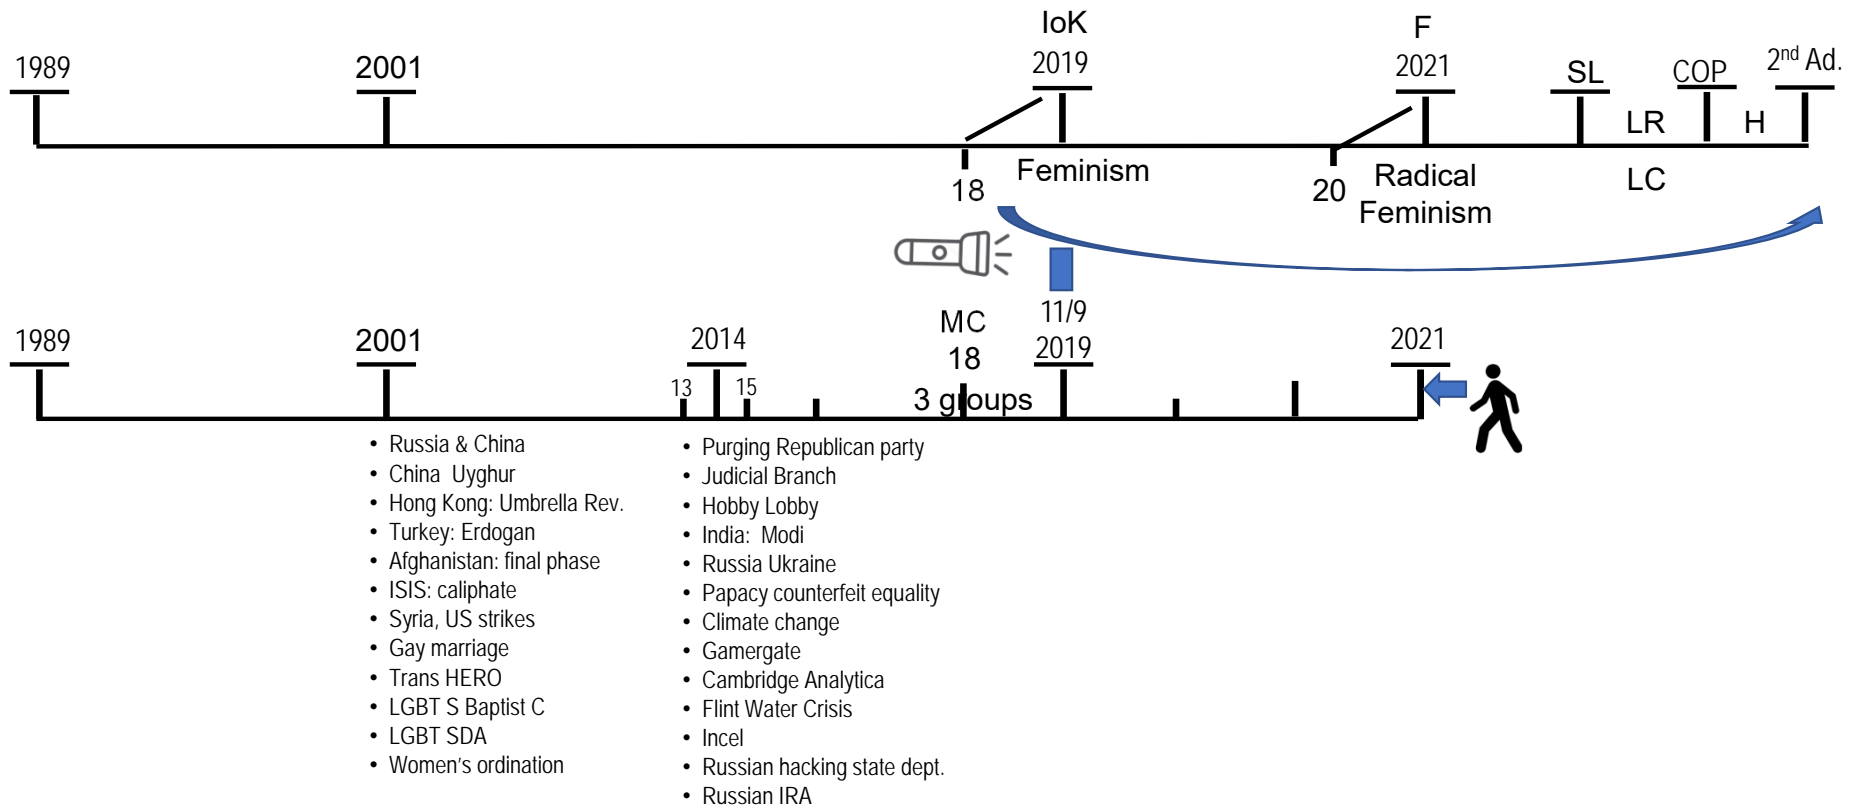 IoK
F
1989
2001
2019
2021
SL
COP
2nd Ad.
LR
H
18
Feminism
20
Radical
Feminism
LC
11/9
MC
1989
2001
2014
18
2019
2021
13
15
3 groups
• Russia & China
• China Uyghur
• Hong Kong: Umbrella Rev.
• Turkey: Erdogan
• Afghanistan: final phase
• ISIS: caliphate
• Syria, US strikes
• Gay marriage
• Trans HERO
• LGBT S Baptist C
• LGBT SDA
• Women's ordination
• Purging Republican party
• Judicial Branch
• Hobby Lobby
• India: Modi
• Russia Ukraine
• Papacy counterfeit equality
• Climate change
• Gamergate
• Cambridge Analytica
• Flint Water Crisis
• Incel
• Russian hacking state dept.
• Russian IRA